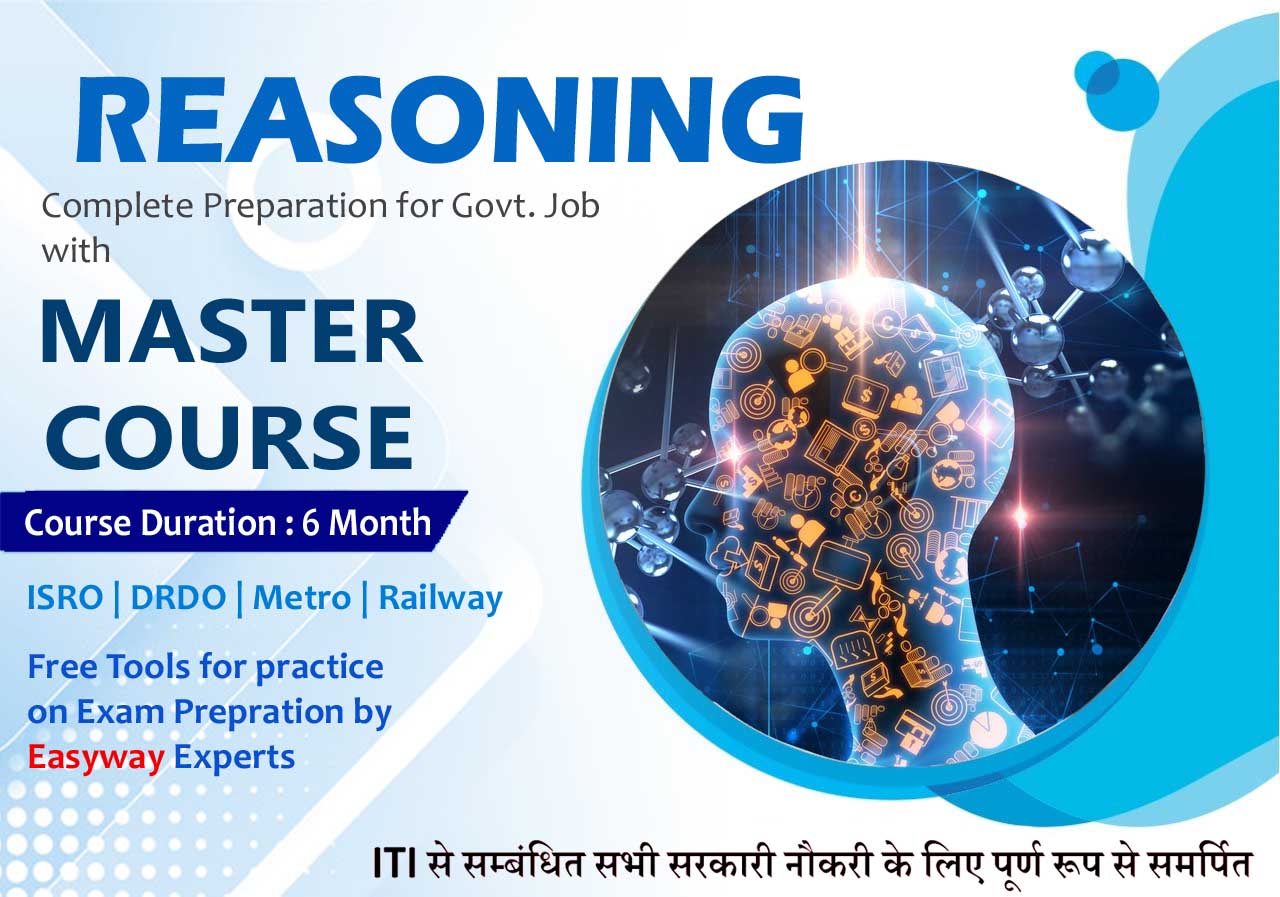 REASONING
Complete Preparation for Govt. Job
with
MASTER
COURSE
Course Duration : 6 Month
ISRO | DRDO | Metro | Railway
Free Tools for practice
on Exam Prepration by
Easyway Experts
ITI से सम्बंधित सभी सरकारी नौकरी के लिए पूर्ण रूप से समर्पित